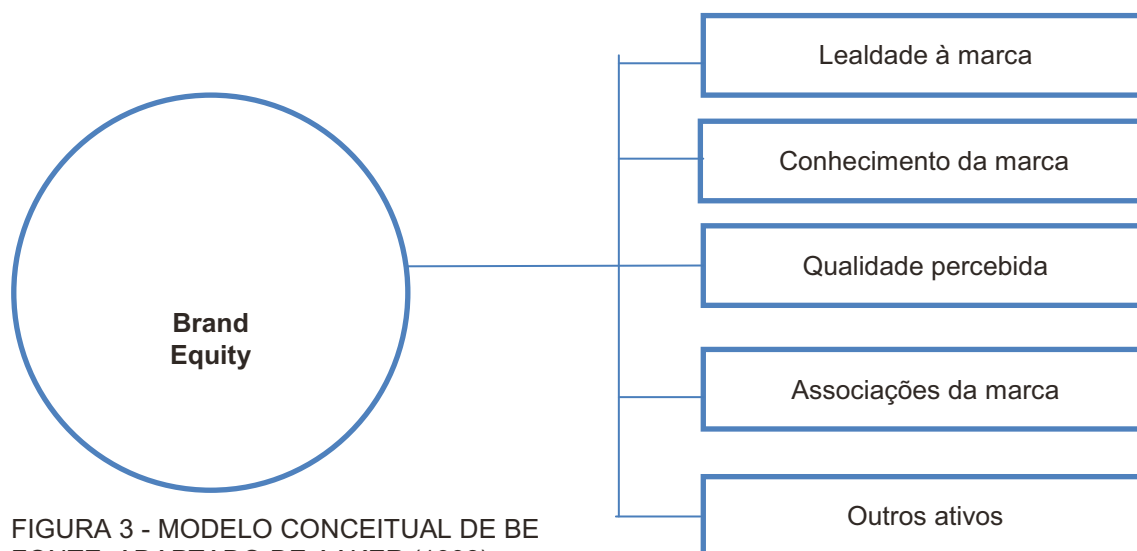 Lealdade à marca
Conhecimento da marca
Qualidade percebida
Brand
Equity
Associações da marca
Outros ativos
FIGURA 3 - MODELO CONCEITUAL DE BE